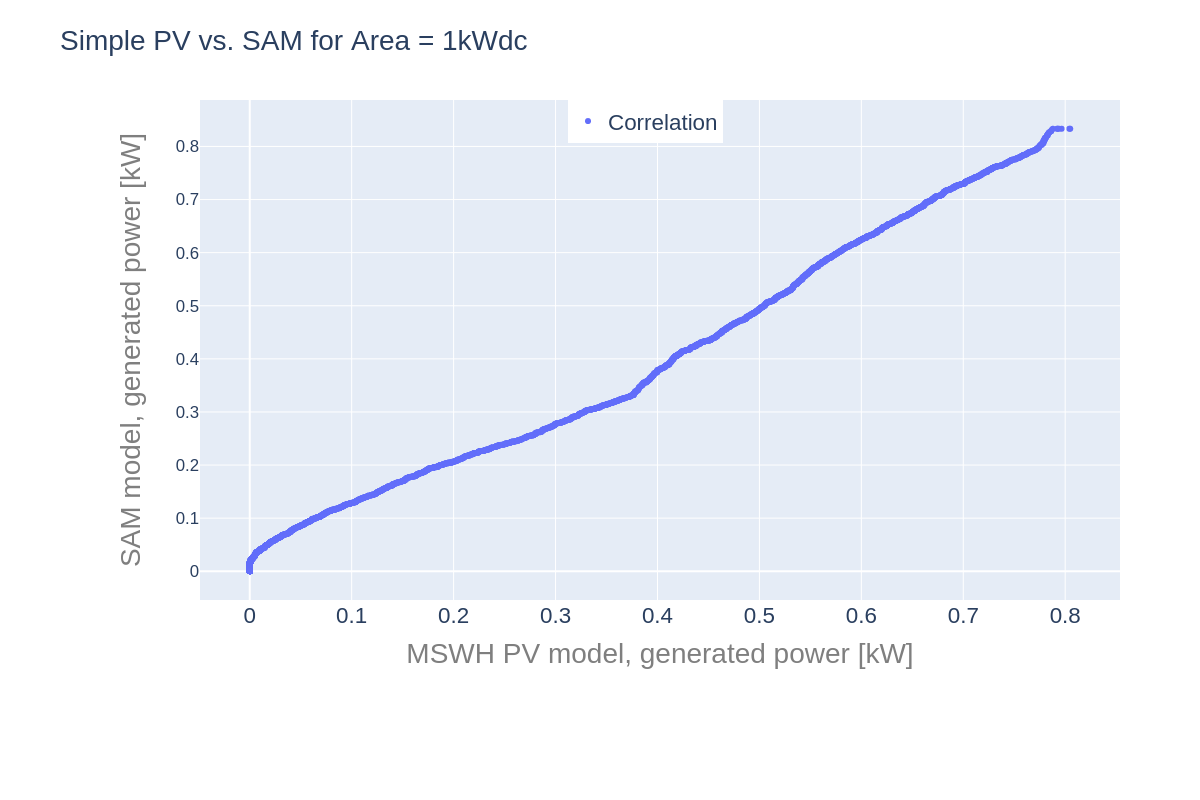 Simple PV vs. SAM for Area = 1kWdc
Correlation
SAM model, generated power [kW]
0.8
0.7
0.6
0.5
0.4
0.3
0.2
0.1
0
0 0.1 0.2 0.3 0.4 0.5 0.6 0.7 0.8
MSWH PV model, generated power [kW]